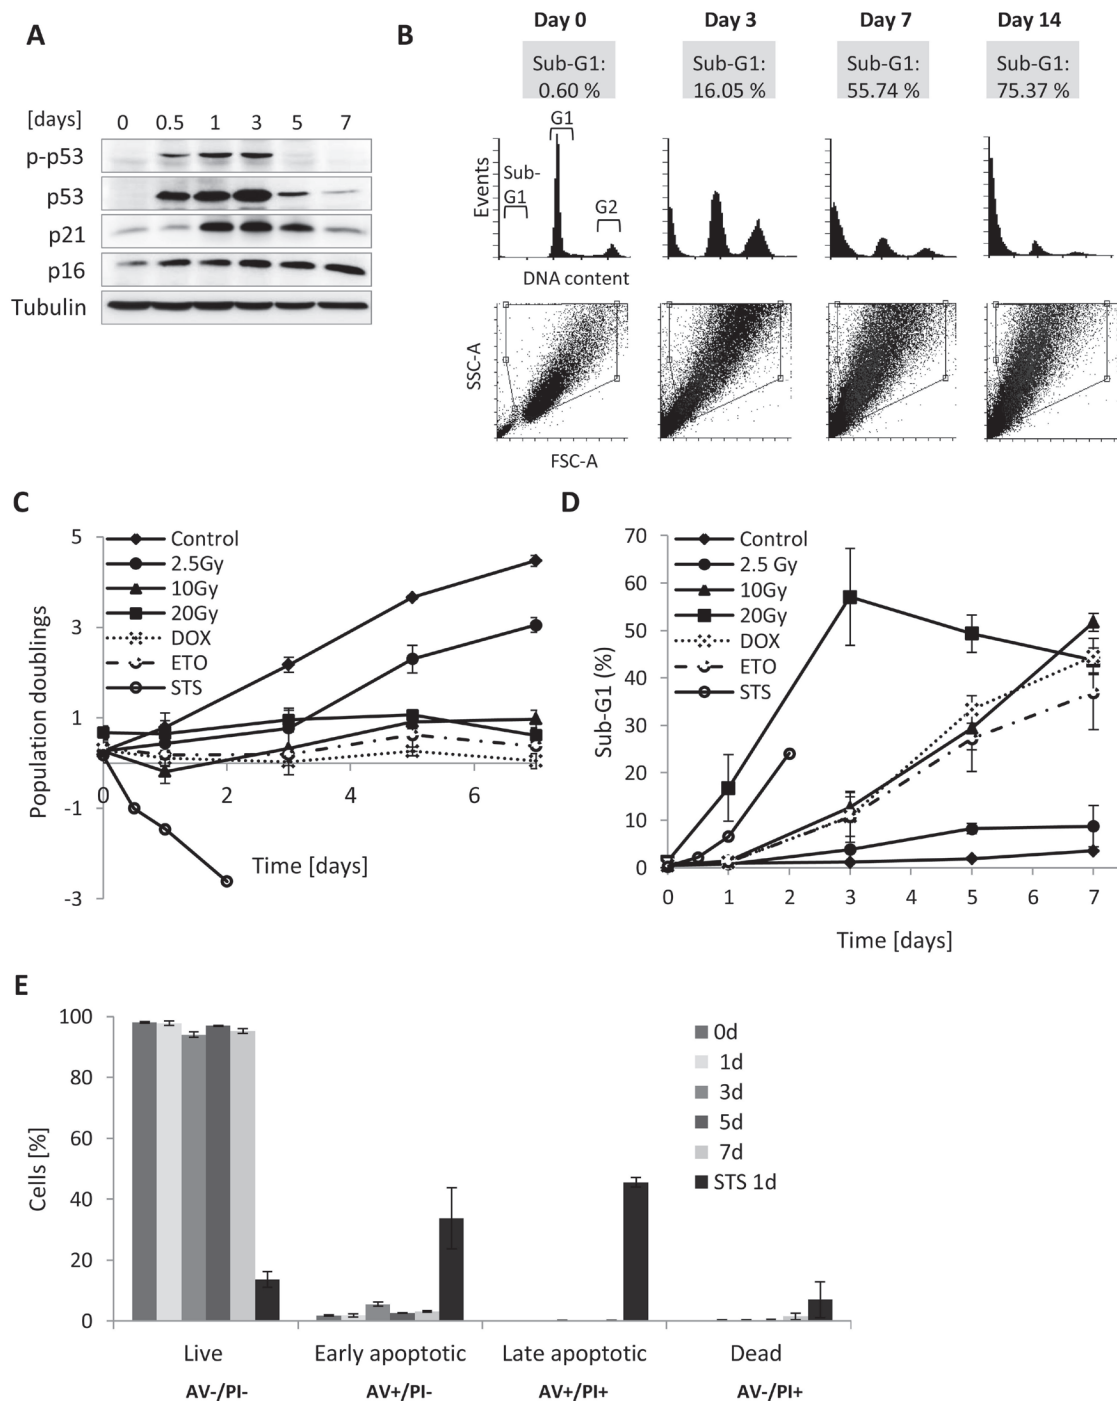 A
[days] 0 0.5 1 3 5 7
p-p53
p53
p21
p16
Tubulin
B
Day 0 Day 3 Day 7 Day 14
Sub-G1: Sub-G1: Sub-G1: Sub-G1:
0.60 % 16.05 % 55.74 % 75.37 %
G1
Sub-
G1
G2
Events
DNA content
SSC-A
FSC-A
C
5
3
1
-1
-3
0 2 4 6
Population doublings
Time [days]
Control
2.5Gy
10Gy
20Gy
DOX
ETO
STS
D
70
60
50
40
30
20
10
0
0 1 2 3 4 5 6 7
Sub-G1 (%)
Time [days]
Control
2.5 Gy
10Gy
20Gy
DOX
ETO
STS
E
100
80
60
40
20
0
Cells [%]
0d
1d
3d
5d
7d
STS 1d
Live Early apoptotic Late apoptotic Dead
AV-/PI- AV+/PI- AV+/PI+ AV-/PI+